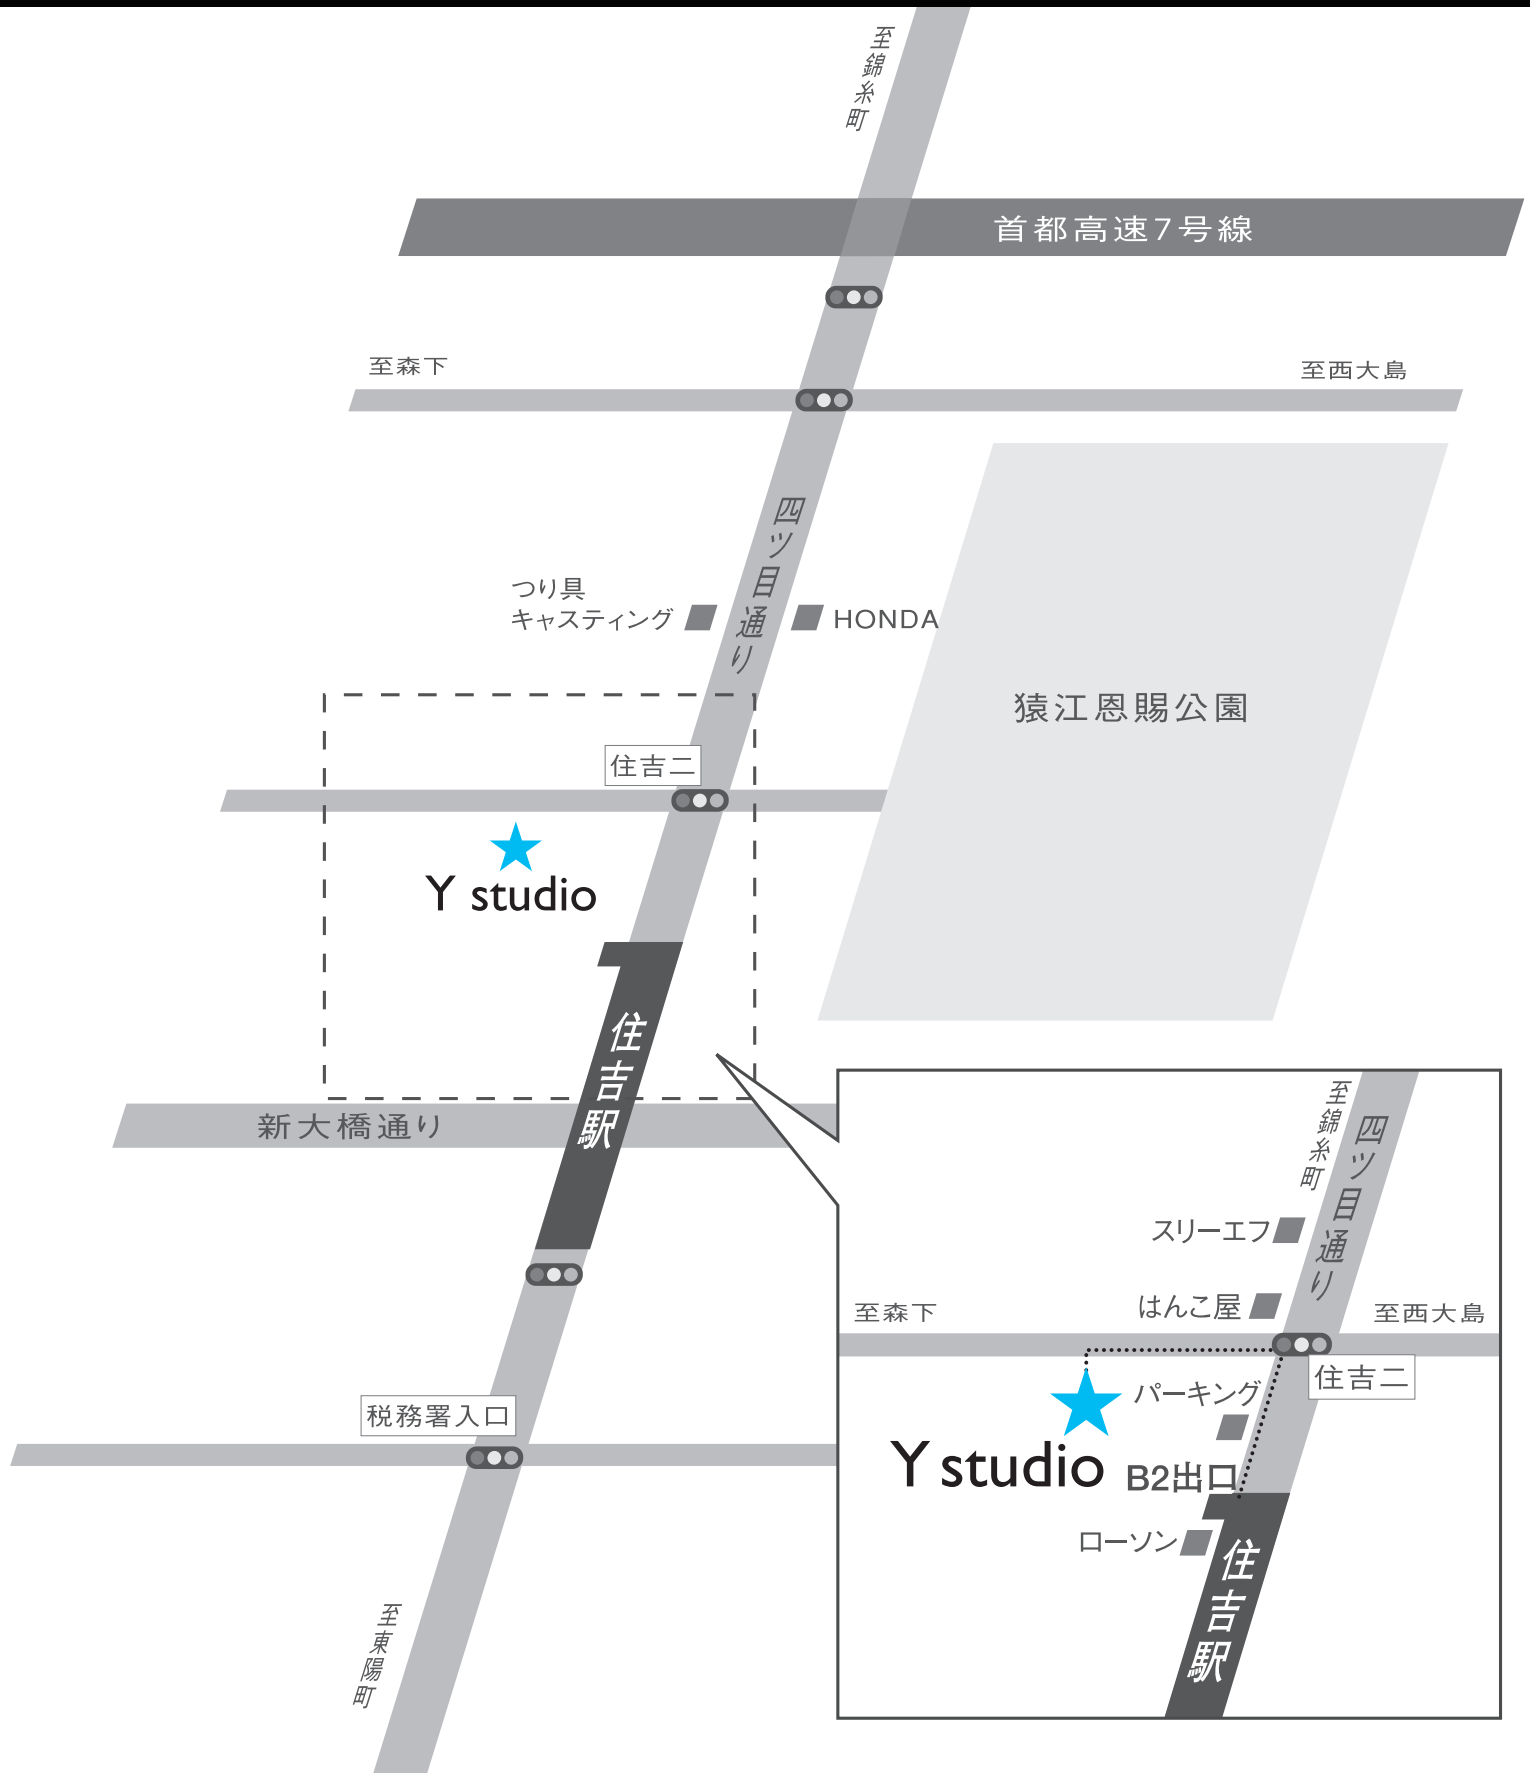 至錦糸町
首都高速7号線
至森下
至西大島
四ツ目通り
つり具
キャスティング
HONDA
猿江恩賜公園
住吉二
Y studio
住吉駅
新大橋通り
税務署入口
至東陽町
至錦糸町
四ツ目通り
スリーエフ
はんこ屋
至森下
至西大島
住吉二
パーキング
Y studio
B2出口
ローソン
住吉駅